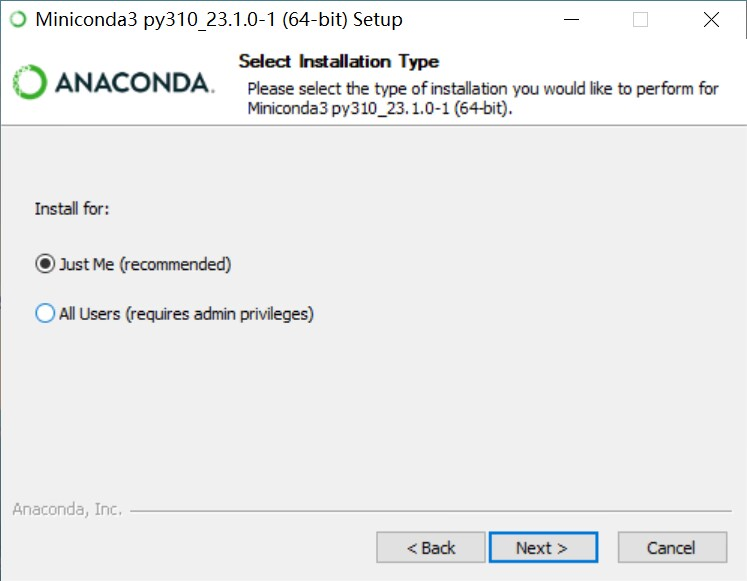 Miniconda3 py310_23.1.0-1 (64-bit) Setup
ANACONDA.
Select Installation Type
Please select the type of installation you would like to perform for
Miniconda3 py310_23.1.0-1 (64-bit).
Install for:
Just Me (recommended)
All Users (requires admin privileges)
Anaconda, Inc.
< Back
Next >
Cancel